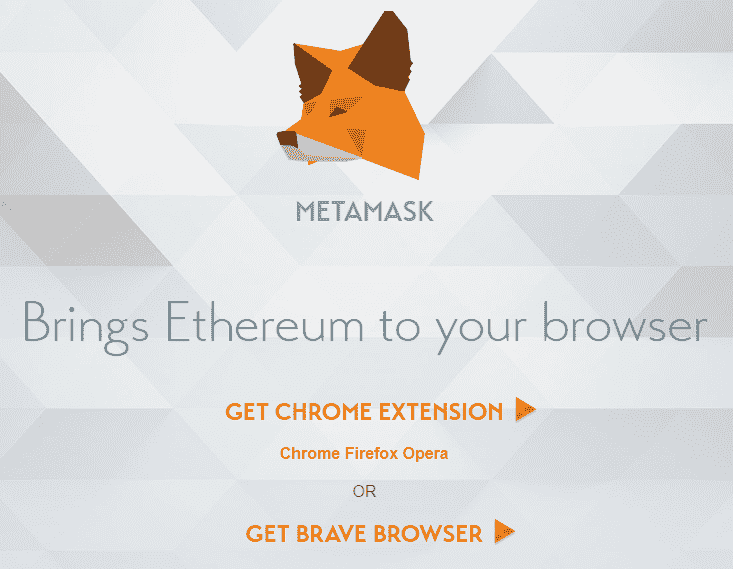 METAMASK
Brings Ethereum to your browser
GET CHROME EXTENSION
Chrome Firefox Opera
OR
GET BRAVE BROWSER